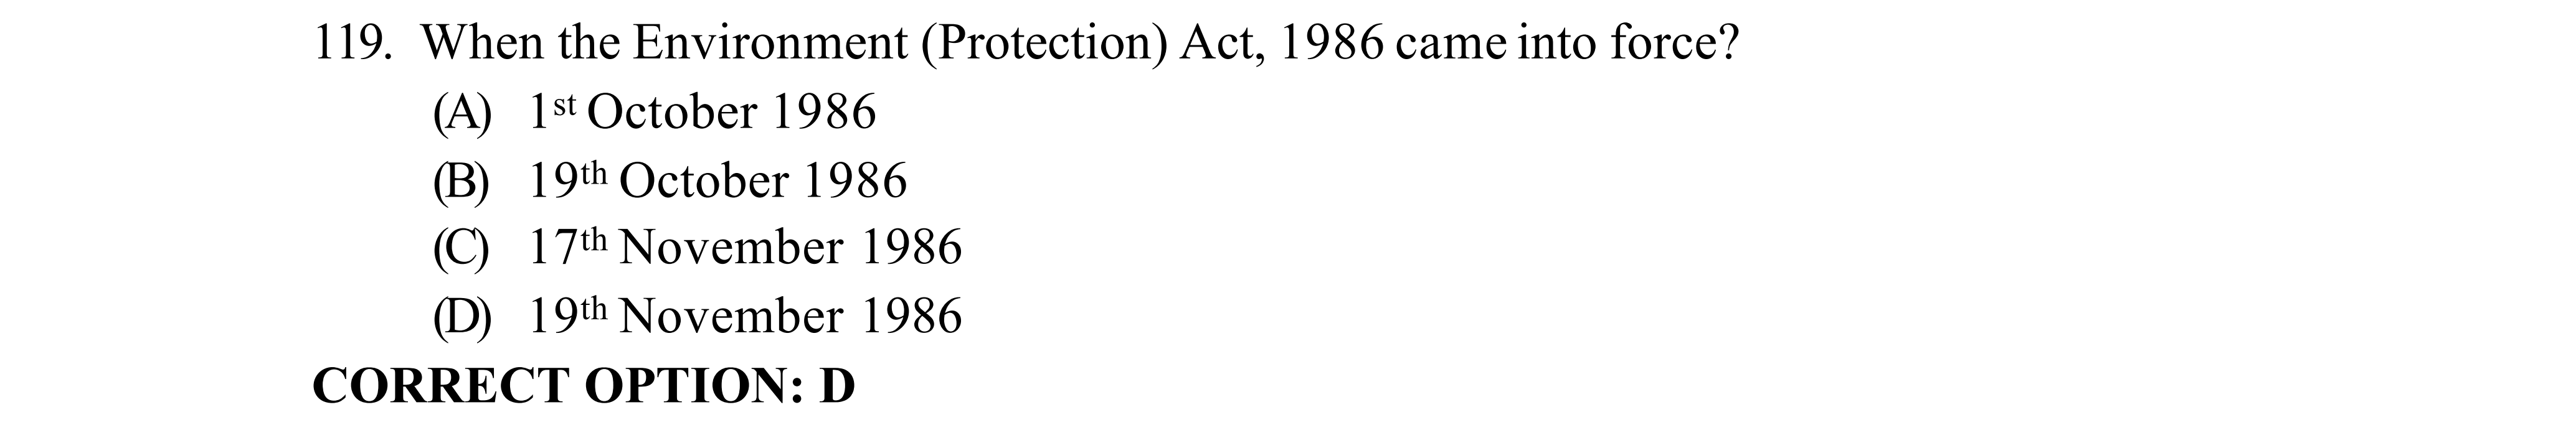 119. When the Environment (Protection) Act, 1986 came into force?
(A) 1st October 1986
(B) 19th October 1986
(C) 17th November 1986
(D) 19th November 1986
CORRECT OPTION: D